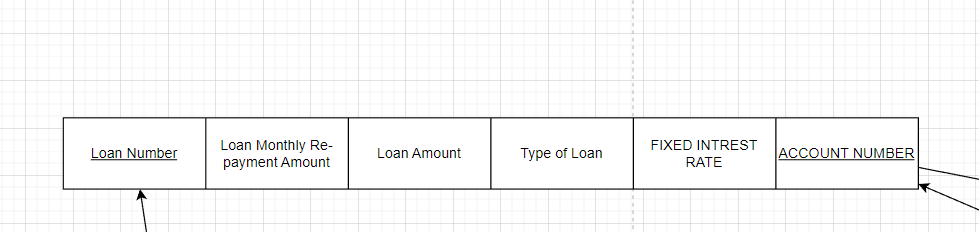 Loan Number
Loan Monthly Re-
payment Amount
Loan Amount
Type of Loan
FIXED INTREST
RATE
ACCOUNT NUMBER